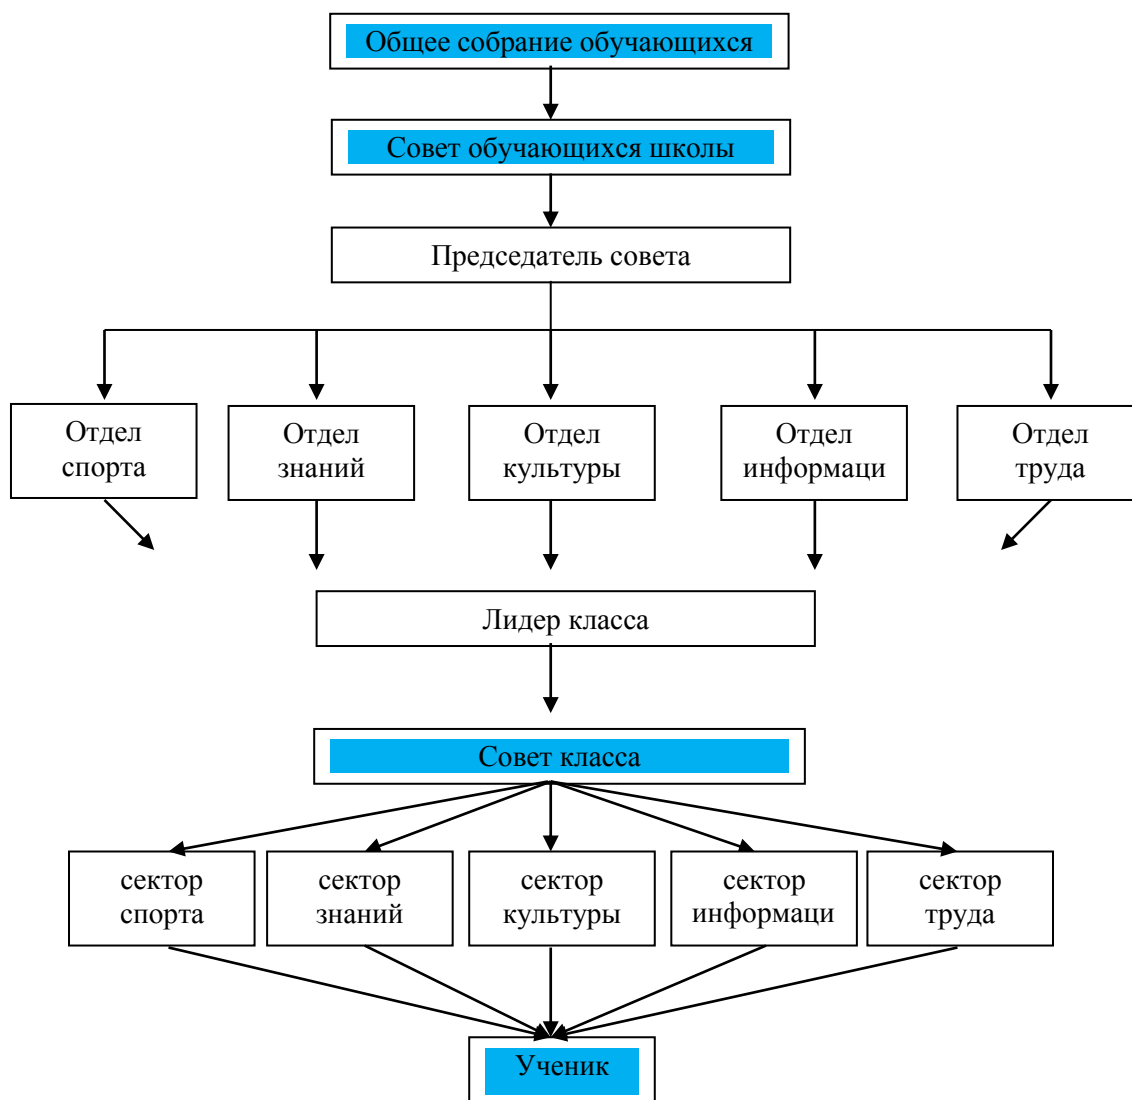 Общее собрание обучающихся
Совет обучающихся школы
Председатель совета
Отдел
спорта
Отдел
знаний
Отдел
культуры
Отдел
информаци
Отдел
труда
Лидер класса
Совет класса
сектор
спорта
сектор
знаний
сектор
культуры
сектор
информаци
сектор
труда
Ученик